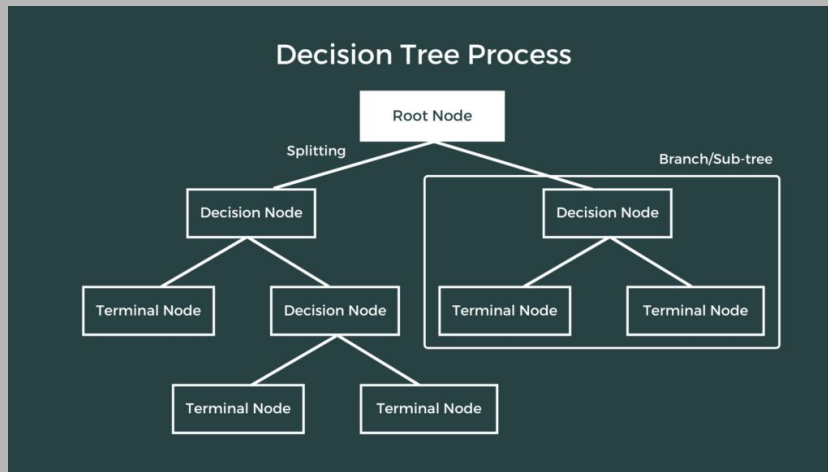 Decision Tree Process
Root Node
Splitting
Branch/Sub-tree
Decision Node
Decision Node
Terminal Node
Decision Node
Terminal Node
Terminal Node
Terminal Node
Terminal Node